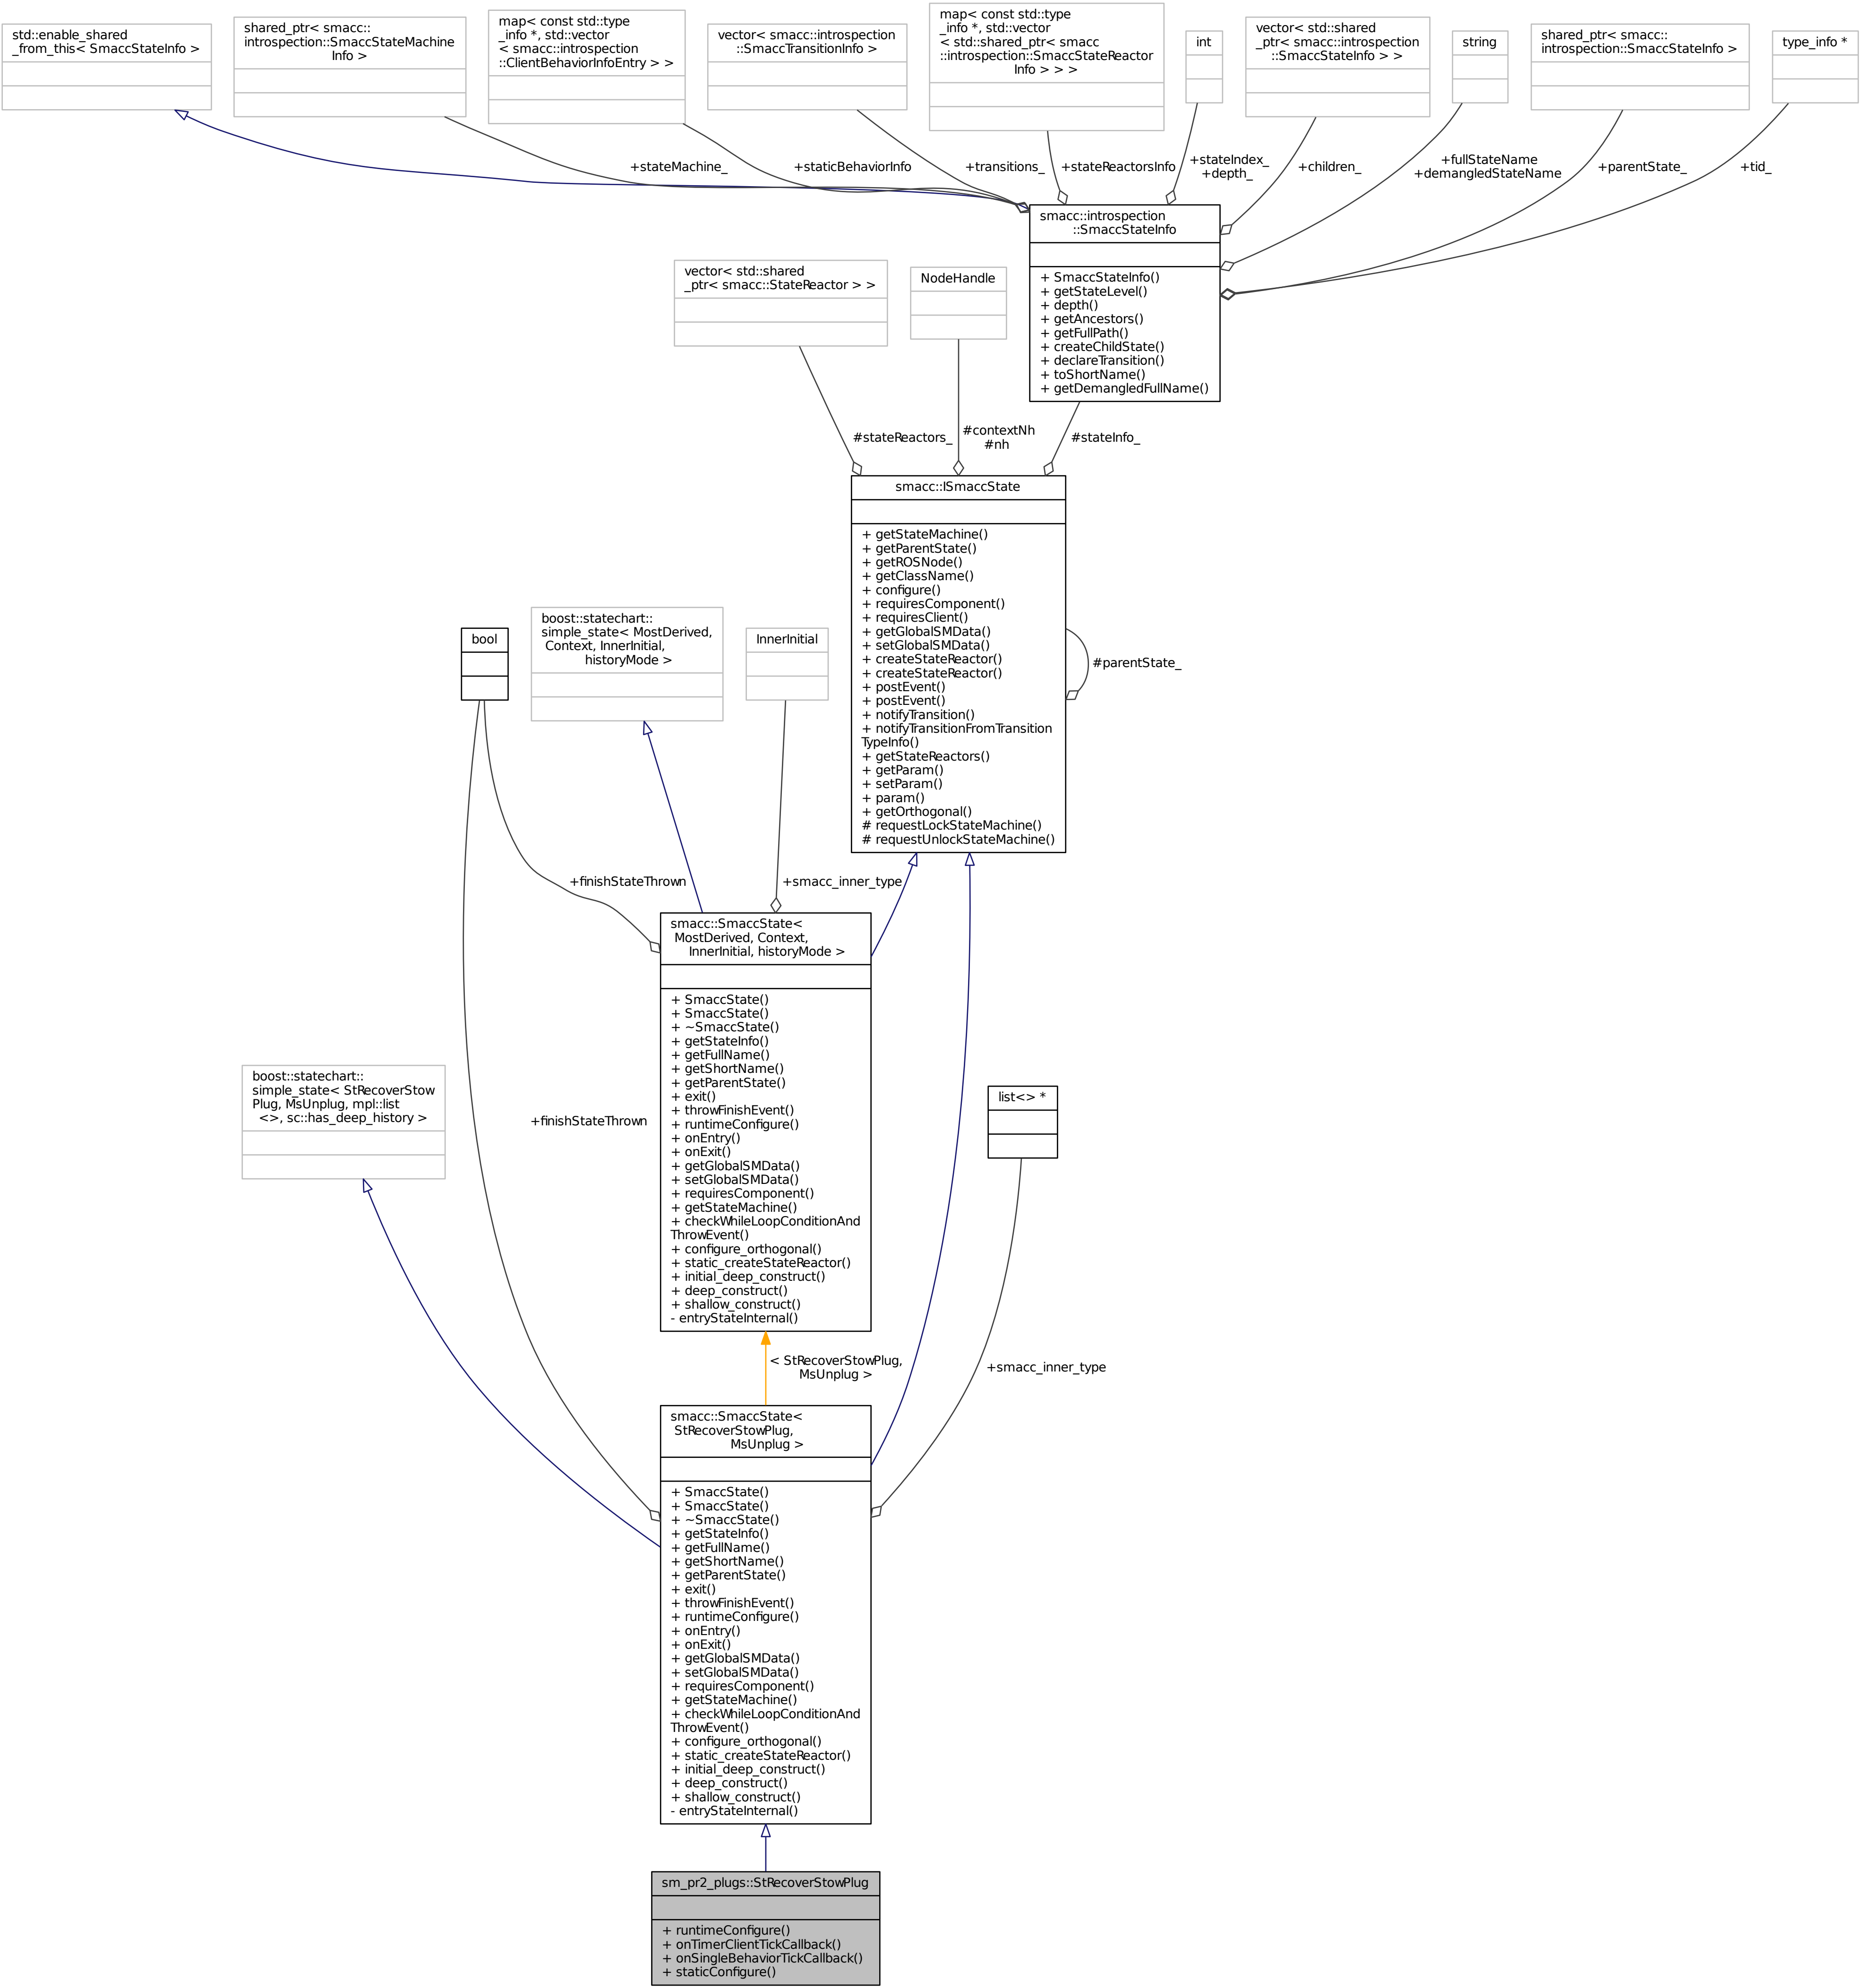 std::enable_shared
_from_this< SmaccStateInfo >
shared_ptr< smacc::
introspection::SmaccStateMachine
Info >
map< const std::type
_info *, std::vector
< smacc::introspection
::ClientBehaviorInfoEntry > >
vector< smacc::introspection
::SmaccTransitionInfo >
map< const std::type
_info *, std::vector
< std::shared_ptr< smacc
::introspection::SmaccStateReactor
Info > > >
int
vector< std::shared
_ptr< smacc::introspection
::SmaccStateInfo > >
string
shared_ptr< smacc::
introspection::SmaccStateInfo >
type_info *
+stateMachine_
+staticBehaviorInfo
+transitions_
+stateReactorsInfo
+stateIndex_
+depth_
+children_
+fullStateName
+demangledStateName
+parentState_
+tid_
smacc::introspection
::SmaccStateInfo
+ SmaccStateInfo()
+ getStateLevel()
+ depth()
+ getAncestors()
+ getFullPath()
+ createChildState()
+ declareTransition()
+ toShortName()
+ getDemangledFullName()
vector< std::shared
_ptr< smacc::StateReactor > >
NodeHandle
#stateReactors_
#contextNh
#nh
#stateInfo_
smacc::ISmaccState
+ getStateMachine()
+ getParentState()
+ getROSNode()
+ getClassName()
+ configure()
+ requiresComponent()
+ requiresClient()
+ getGlobalSMData()
+ setGlobalSMData()
+ createStateReactor()
+ createStateReactor()
+ postEvent()
+ postEvent()
+ notifyTransition()
+ notifyTransitionFromTransition
TypeInfo()
+ getStateReactors()
+ getParam()
+ setParam()
+ param()
+ getOrthogonal()
# requestLockStateMachine()
# requestUnlockStateMachine()
#parentState_
bool
boost::statechart::
simple_state< MostDerived,
Context, InnerInitial,
historyMode >
InnerInitial
+finishStateThrown
+smacc_inner_type
smacc::SmaccState<
MostDerived, Context,
InnerInitial, historyMode >
+ SmaccState()
+ SmaccState()
+ ~SmaccState()
+ getStateInfo()
+ getFullName()
+ getShortName()
+ getParentState()
+ exit()
+ throwFinishEvent()
+ runtimeConfigure()
+ onEntry()
+ onExit()
+ getGlobalSMData()
+ setGlobalSMData()
+ requiresComponent()
+ getStateMachine()
+ checkWhileLoopConditionAnd
ThrowEvent()
+ configure_orthogonal()
+ static_createStateReactor()
+ initial_deep_construct()
+ deep_construct()
+ shallow_construct()
- entryStateInternal()
boost::statechart::
simple_state< StRecoverStow
Plug, MsUnplug, mpl::list
<>, sc::has_deep_history >
+finishStateThrown
list<> *
< StRecoverStowPlug,
MsUnplug >
+smacc_inner_type
smacc::SmaccState<
StRecoverStowPlug,
MsUnplug >
+ SmaccState()
+ SmaccState()
+ ~SmaccState()
+ getStateInfo()
+ getFullName()
+ getShortName()
+ getParentState()
+ exit()
+ throwFinishEvent()
+ runtimeConfigure()
+ onEntry()
+ onExit()
+ getGlobalSMData()
+ setGlobalSMData()
+ requiresComponent()
+ getStateMachine()
+ checkWhileLoopConditionAnd
ThrowEvent()
+ configure_orthogonal()
+ static_createStateReactor()
+ initial_deep_construct()
+ deep_construct()
+ shallow_construct()
- entryStateInternal()
sm_pr2_plugs::StRecoverStowPlug
+ runtimeConfigure()
+ onTimerClientTickCallback()
+ onSingleBehaviorTickCallback()
+ staticConfigure()